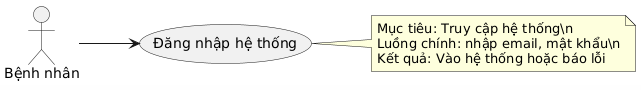 Bệnh nhân
Đăng nhập hệ thống
Mục tiêu: Truy cập hệ thống\n
Luồng chính: nhập email, mật khẩu\n
Kết quả: Vào hệ thống hoặc báo lỗi